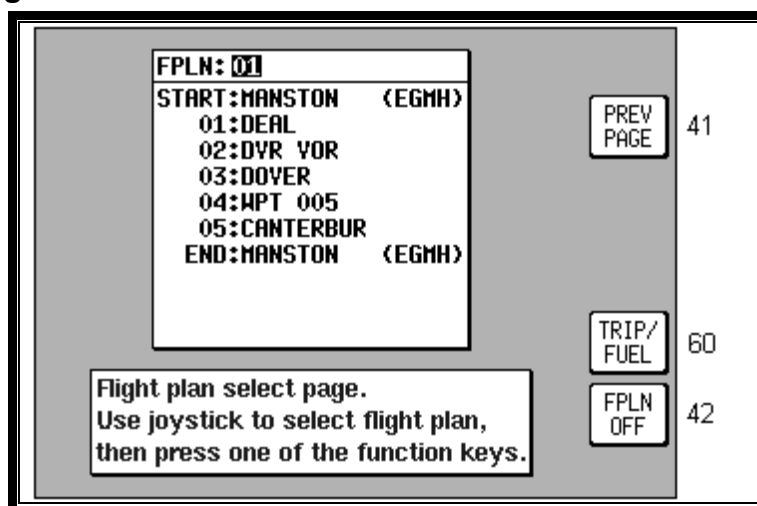 FPLN: 01
START:MANSTON (EGMH)
01:DEAL
02:DVR VOR
03:DOVER
04:WPT 005
05:CANTERBUR
END:MANSTON (EGMH)
PREV
PAGE
41
TRIP/
FUEL
60
FPLN
OFF
42
Flight plan select page.
Use joystick to select flight plan,
then press one of the function keys.